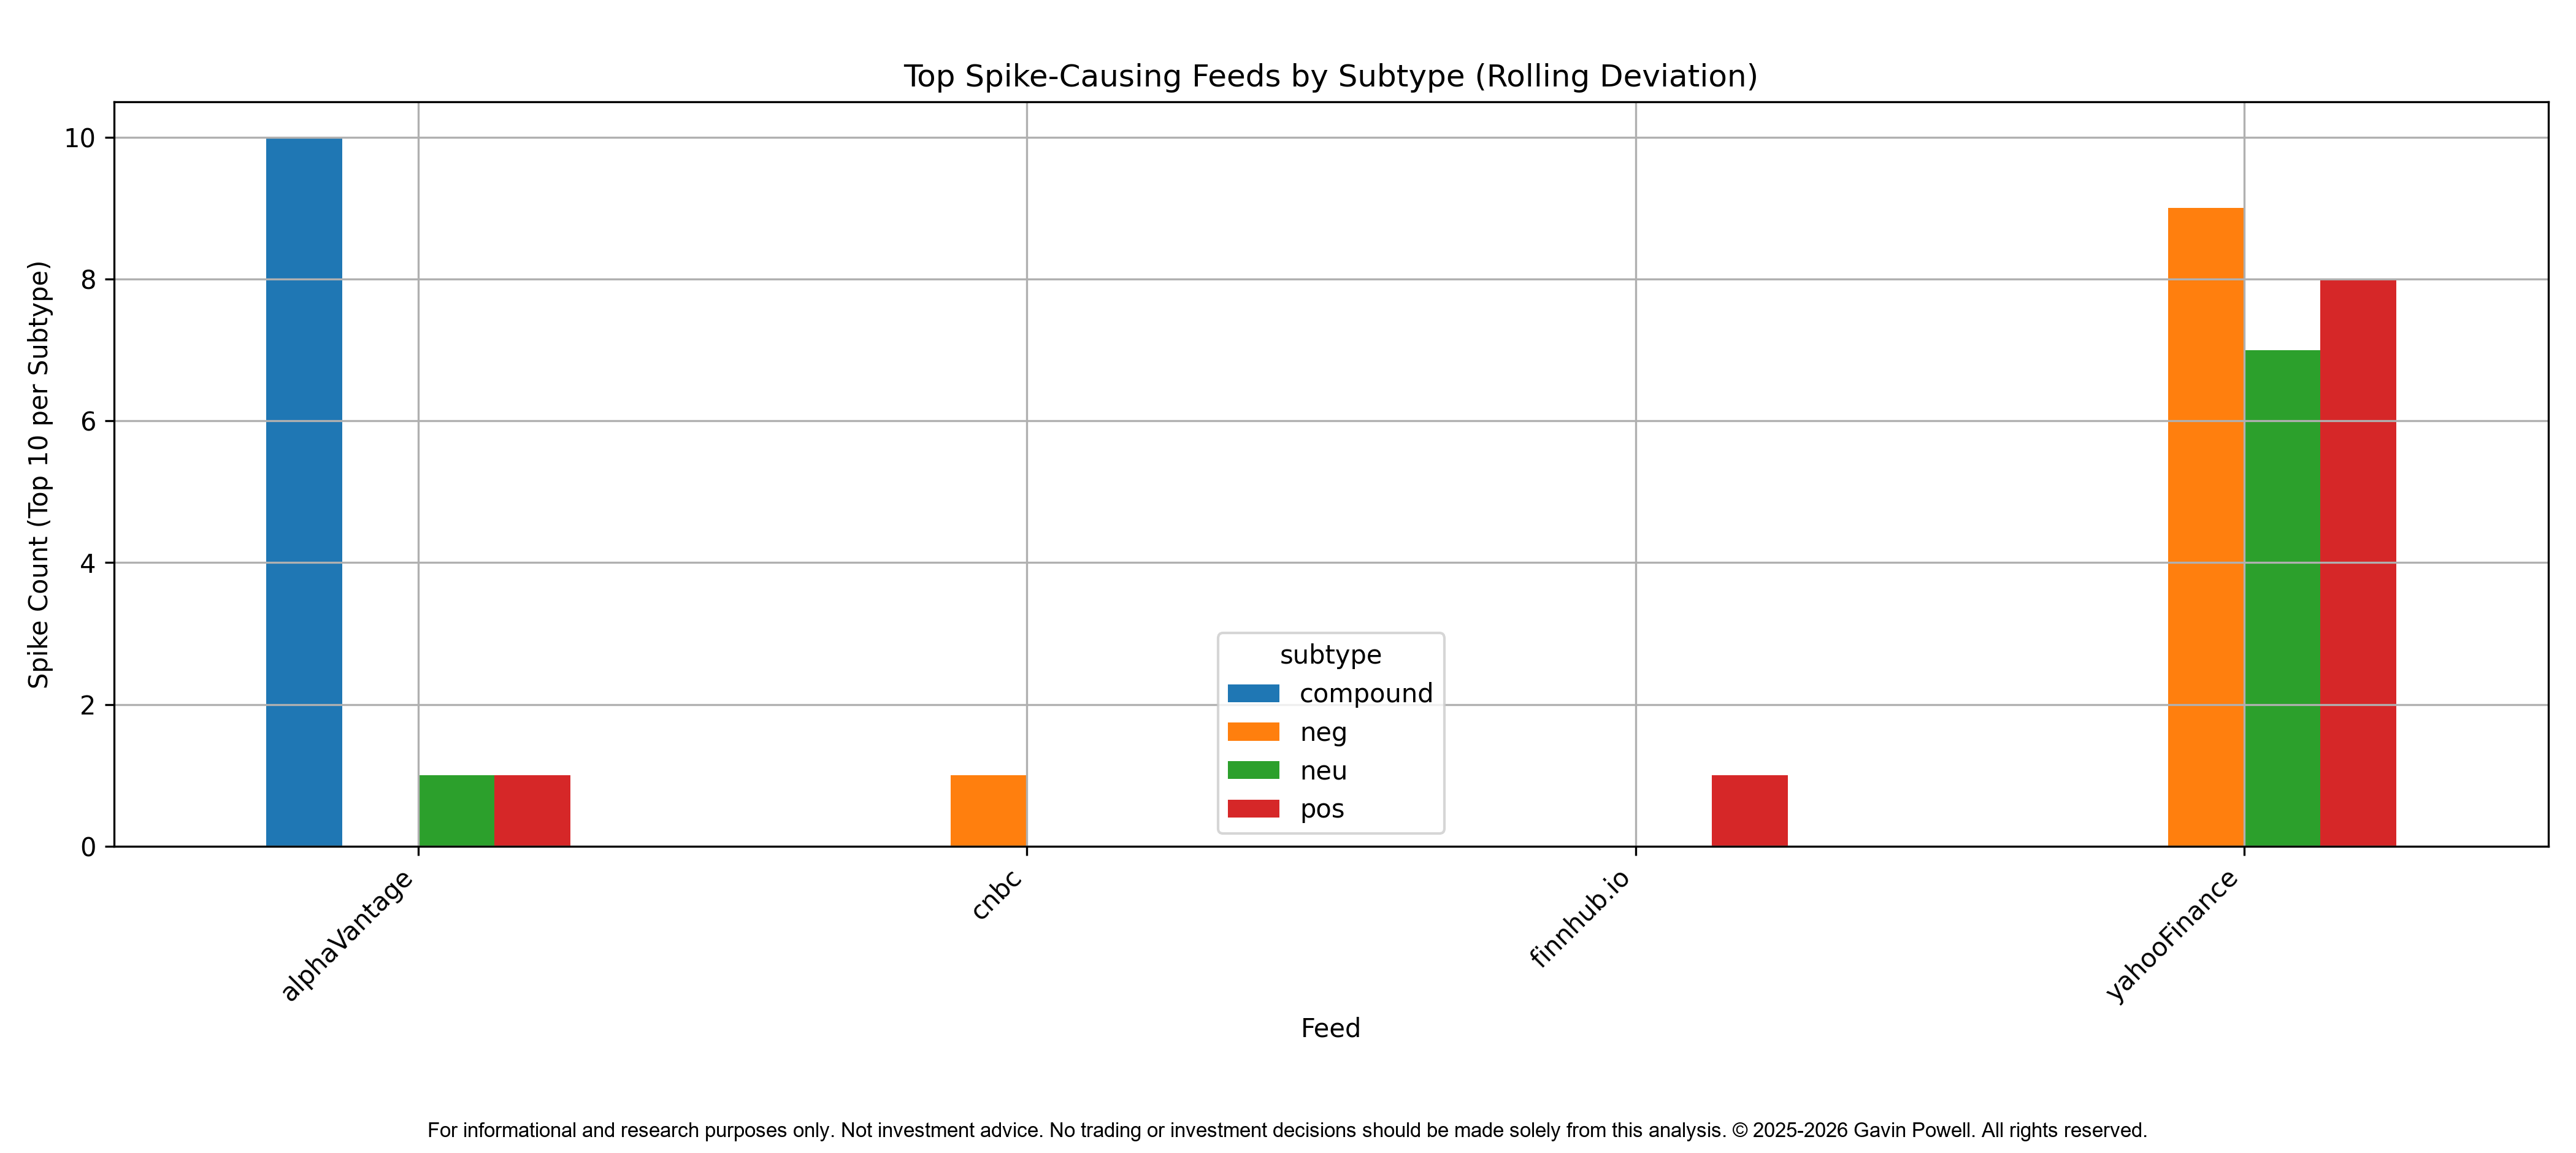 Top Spike-Causing Feeds by Subtype (Rolling Deviation)
Spike Count (Top 10 per Subtype)
10
8
6
4
2
0
subtype
compound
neg
neu
pos
alphaVantage
cnbc
finnhub.io
yahooFinance
Feed
For informational and research purposes only. Not investment advice. No trading or investment decisions should be made solely from this analysis. © 2025-2026 Gavin Powell. All rights reserved.